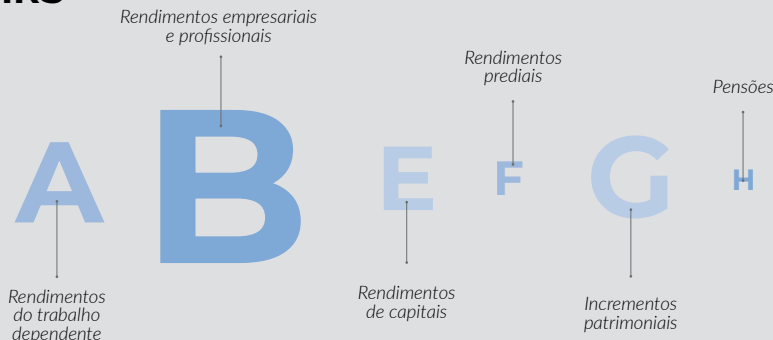 Rendimentos empresariais
e profissionais
Rendimentos
prediais
Pensões
A
B
E
F
G
H
Rendimentos
do trabalho
dependente
Rendimentos
de capitais
Incrementos
patrimoniais